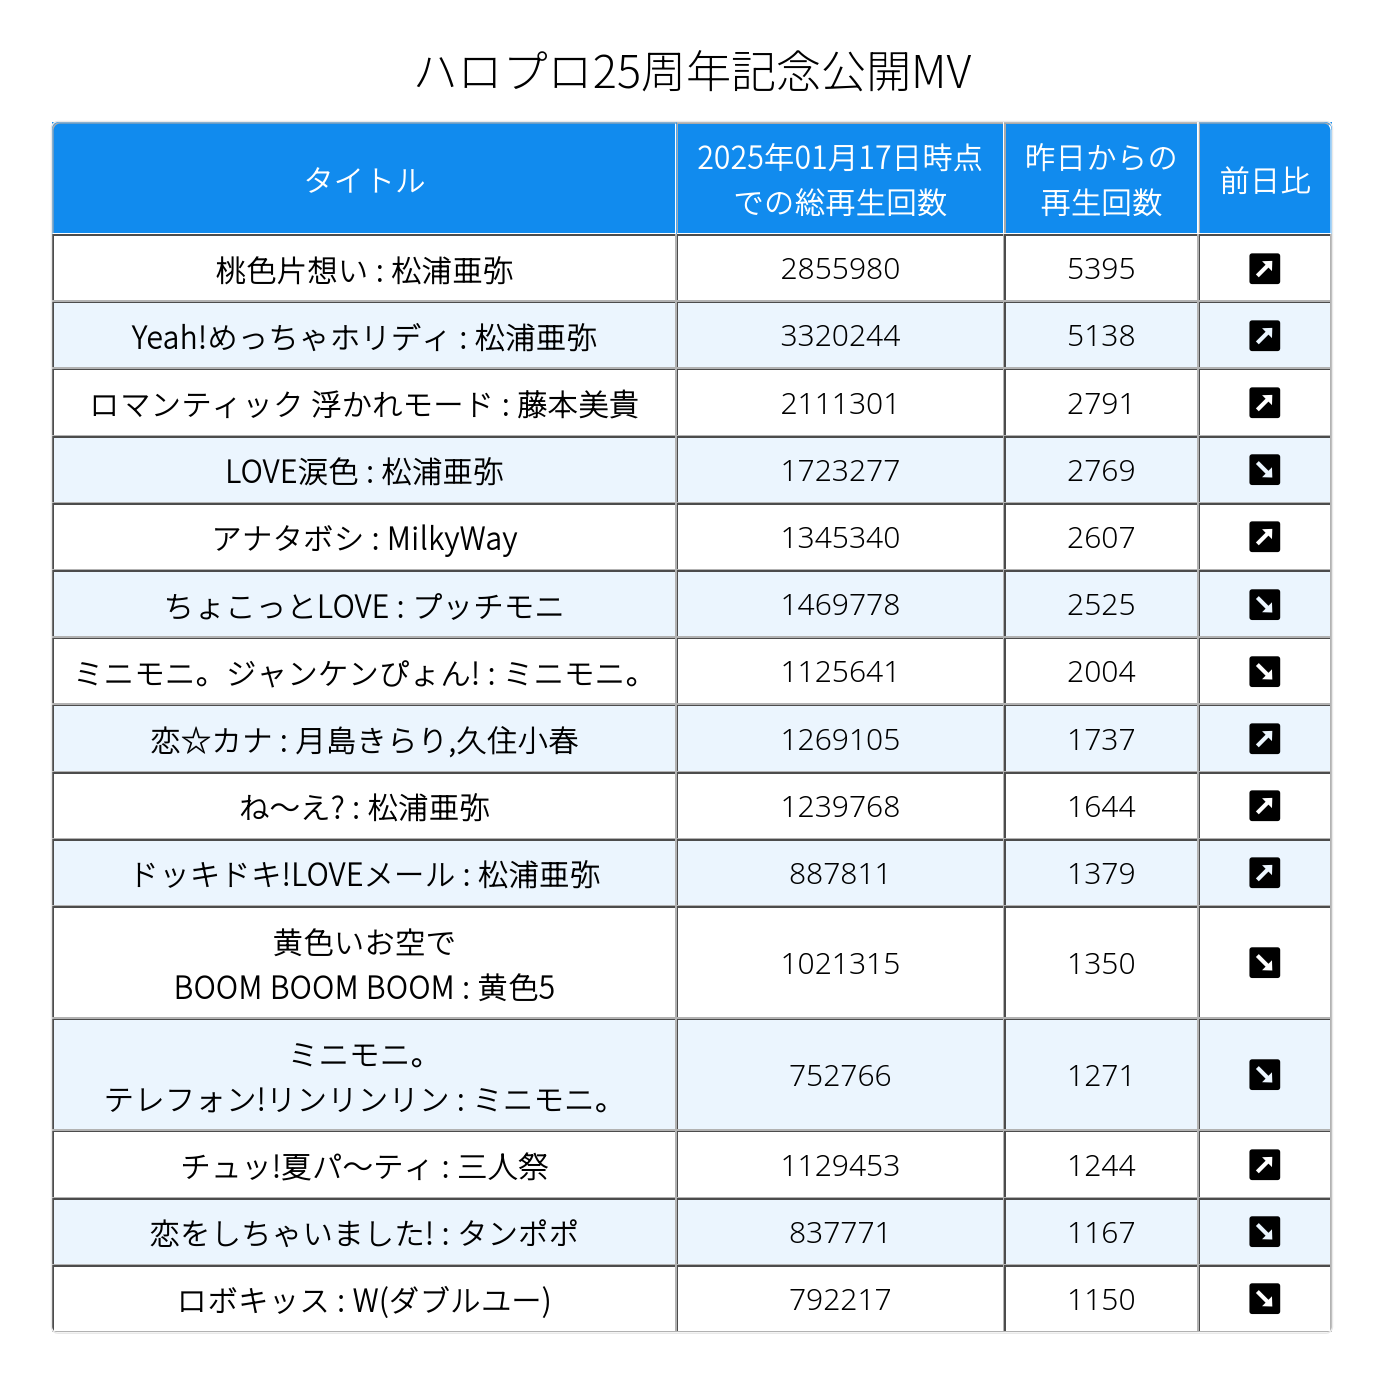 ハロプロ25周年記念公開MV
タイトル
2025年01月17日時点
での総再生回数
昨日からの
再生回数
前日比
桃色片想い : 松浦亜弥 2855980 5395 ↗
Yeah!めっちゃホリディ : 松浦亜弥 3320244 5138 ↗
ロマンティック 浮かれモード : 藤本美貴 2111301 2791 ↗
LOVE涙色 : 松浦亜弥 1723277 2769 ↘
アナタボシ : MilkyWay 1345340 2607 ↗
ちょこっとLOVE : プッチモニ 1469778 2525 ↘
ミニモニ。ジャンケンぴょん! : ミニモニ。 1125641 2004 ↘
恋☆カナ : 月島きらり,久住小春 1269105 1737 ↗
ね〜え? : 松浦亜弥 1239768 1644 ↗
ドッキドキ!LOVEメール : 松浦亜弥 887811 1379 ↗
黄色いお空で
BOOM BOOM BOOM : 黄色5 1021315 1350 ↘
ミニモニ。
テレフォン!リンリンリン : ミニモニ。 752766 1271 ↘
チュッ!夏パ〜ティ : 三人祭 1129453 1244 ↗
恋をしちゃいました! : タンポポ 837771 1167 ↘
ロボキッス : W(ダブルユー) 792217 1150 ↘